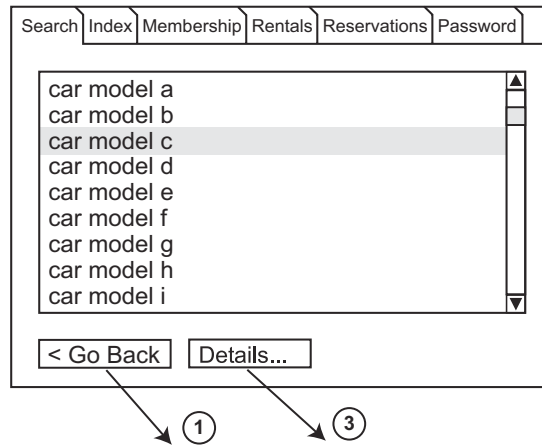 Search Index Membership Rentals Reservations Password
car model a
car model b
car model c
car model d
car model e
car model f
car model g
car model h
car model i
< Go Back Details...
1 3